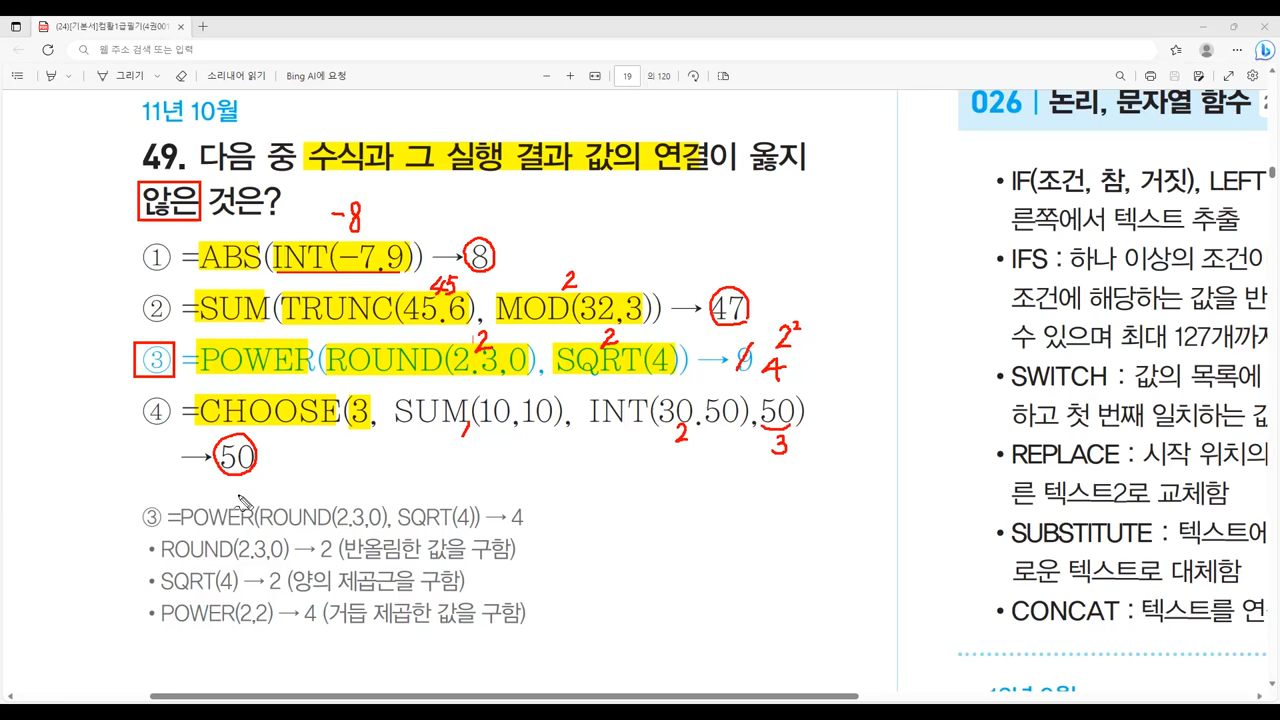 (24)[기본서]컴활1급필기(4권001
웹 주소 검색 또는 입력
그리기
소리내어 읽기
Bing AI에 요청
19
의 120
11년 10월
49. 다음 중 수식과 그 실행 결과 값의 연결이 옳지
않은 것은?
-8
① =ABS(INT(-7.9)) → 8
45 2
② =SUM(TRUNC(45.6), MOD(32,3)) → 47
2 2 2²
③ =POWER(ROUND(2.3,0), SQRT(4)) → 9 4
④ =CHOOSE(3, SUM(10,10), INT(30.50),50)
1 2 3
→ 50
③ =POWER(ROUND(2.3,0), SQRT(4)) → 4
• ROUND(2.3,0) → 2 (반올림한 값을 구함)
• SQRT(4) → 2 (양의 제곱근을 구함)
• POWER(2,2) → 4 (거듭 제곱한 값을 구함)
026 | 논리, 문자열 함수
• IF(조건, 참, 거짓), LEFT
른쪽에서 텍스트 추출
• IFS : 하나 이상의 조건이
조건에 해당하는 값을 반
수 있으며 최대 127개까지
• SWITCH : 값의 목록에
하고 첫 번째 일치하는 값
• REPLACE : 시작 위치의
른 텍스트2로 교체함
• SUBSTITUTE : 텍스트에
로운 텍스트로 대체함
• CONCAT : 텍스트를 연